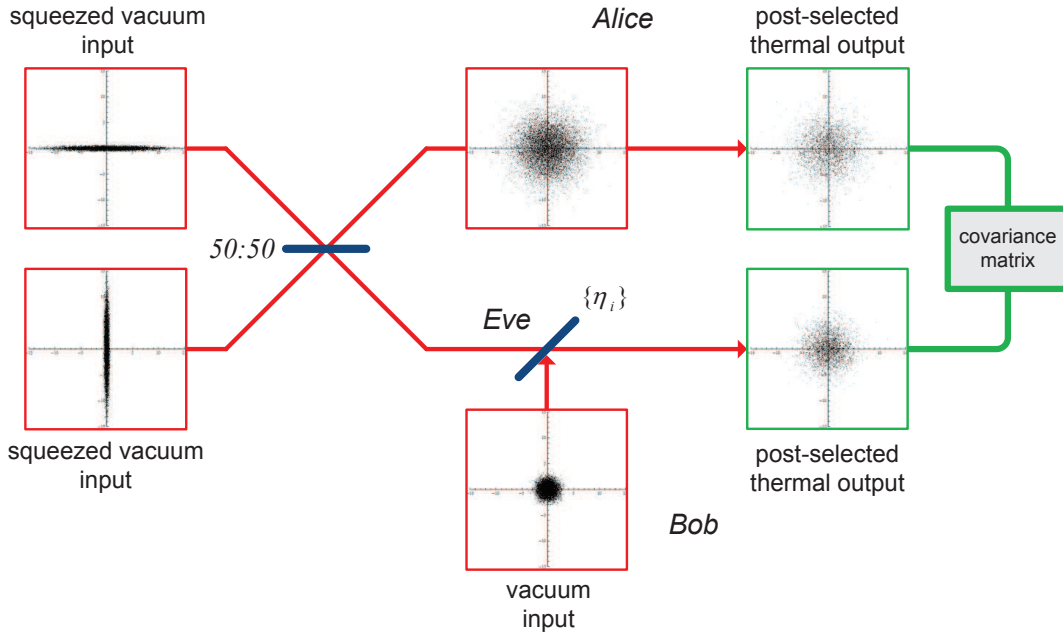 squeezed vacuum
input
Alice
post-selected
thermal output
50:50
covariance
matrix
{η_i}
Eve
squeezed vacuum
input
post-selected
thermal output
Bob
vacuum
input